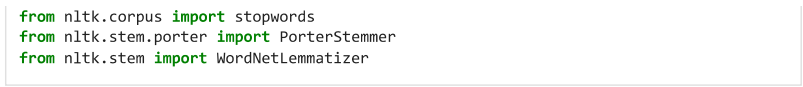 from nltk.corpus import stopwords
from nltk.stem.porter import PorterStemmer
from nltk.stem import WordNetLemmatizer